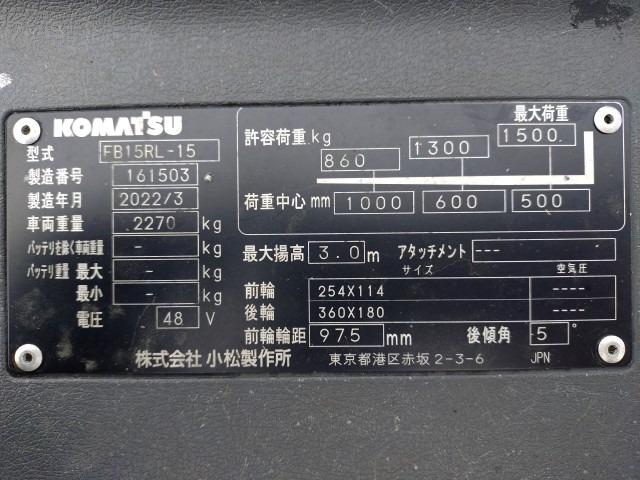 KOMATSU
型式 FB15RL-15
製造番号 161503
製造年月 2022/3
車両重量 2270 kg
バッテリを除く車両重量 - kg
バッテリ重量 最大 - kg
最小 - kg
電圧 48 V
最大荷重
許容荷重 kg 860 1300 1500
荷重中心 mm 1000 600 500
最大揚高 3.0 m アタッチメント ---
サイズ 空気圧
前輪 254X114 ----
後輪 360X180 ----
前輪輪距 975 mm 後傾角 5°
株式会社 小松製作所 東京都港区赤坂 2-3-6 JPN